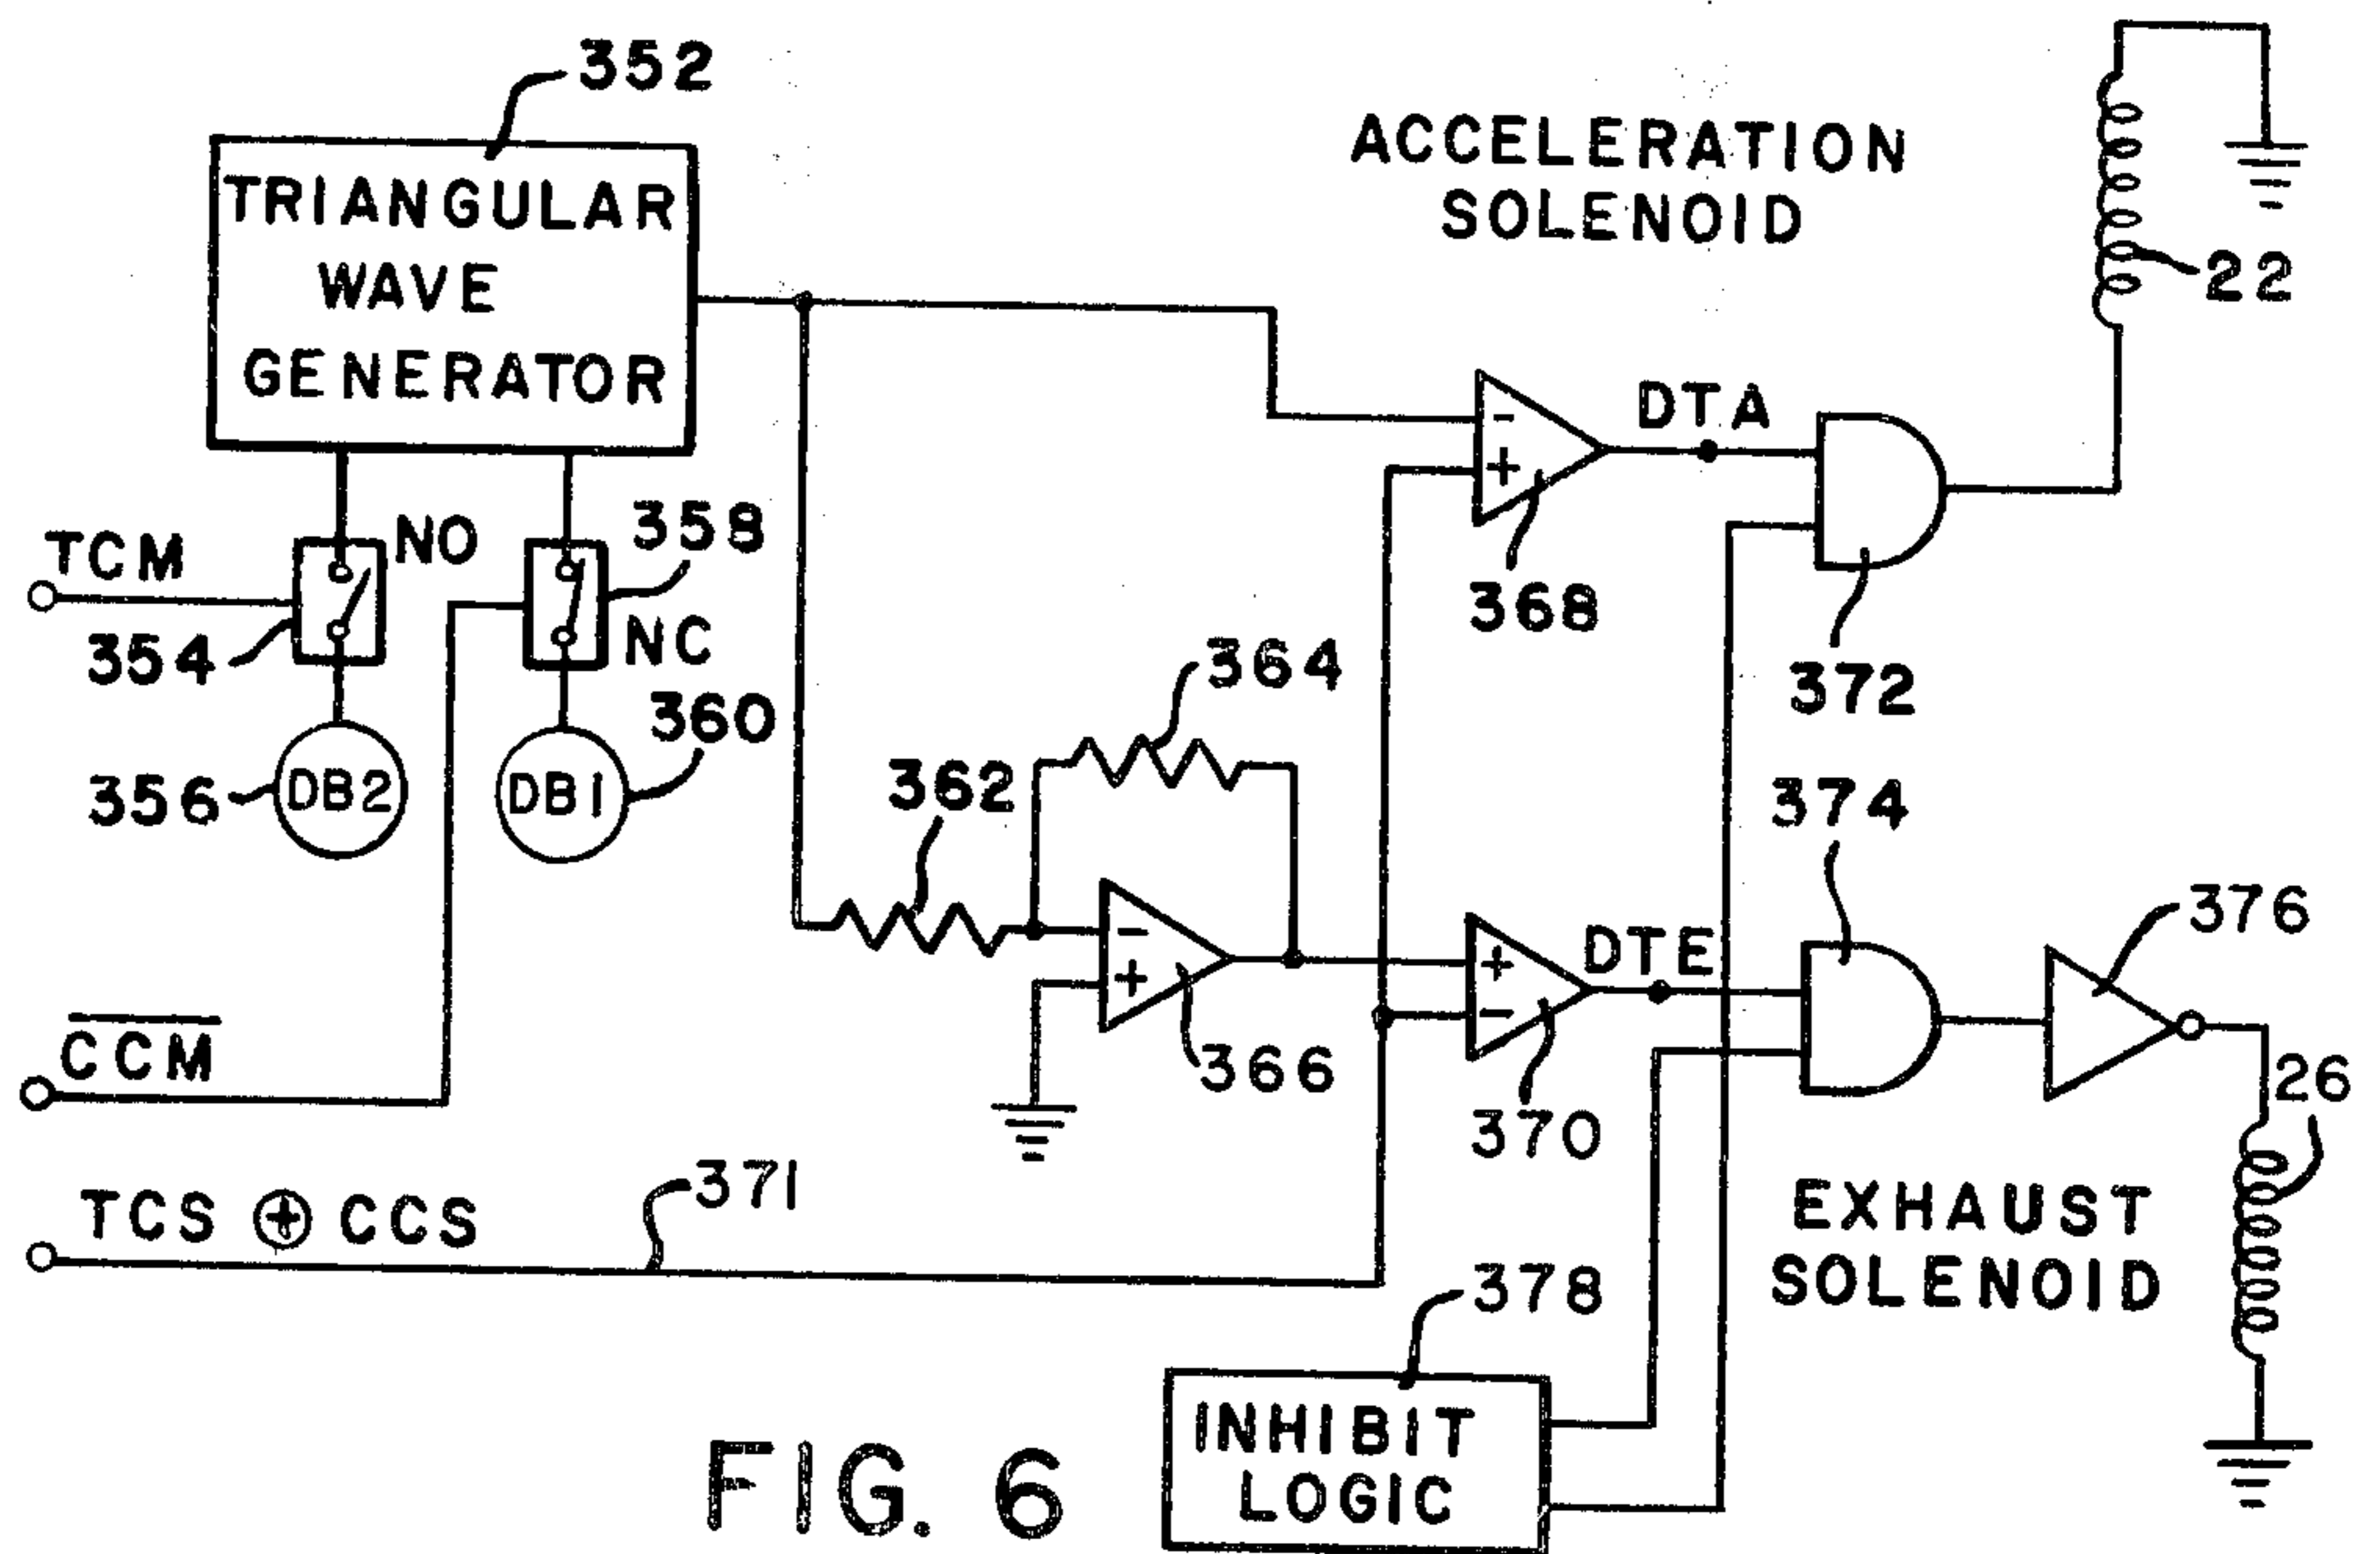 352
TRIANGULAR
WAVE
GENERATOR
ACCELERATION
SOLENOID
22
DTA
- +
368
372
TCM
NO
358
354
NC
360
356
DB2
DB1
362
364
- +
366
DTE
+ -
370
374
376
26
CCM
TCS ⊕ CCS
371
EXHAUST
SOLENOID
378
INHIBIT
LOGIC
FIG. 6